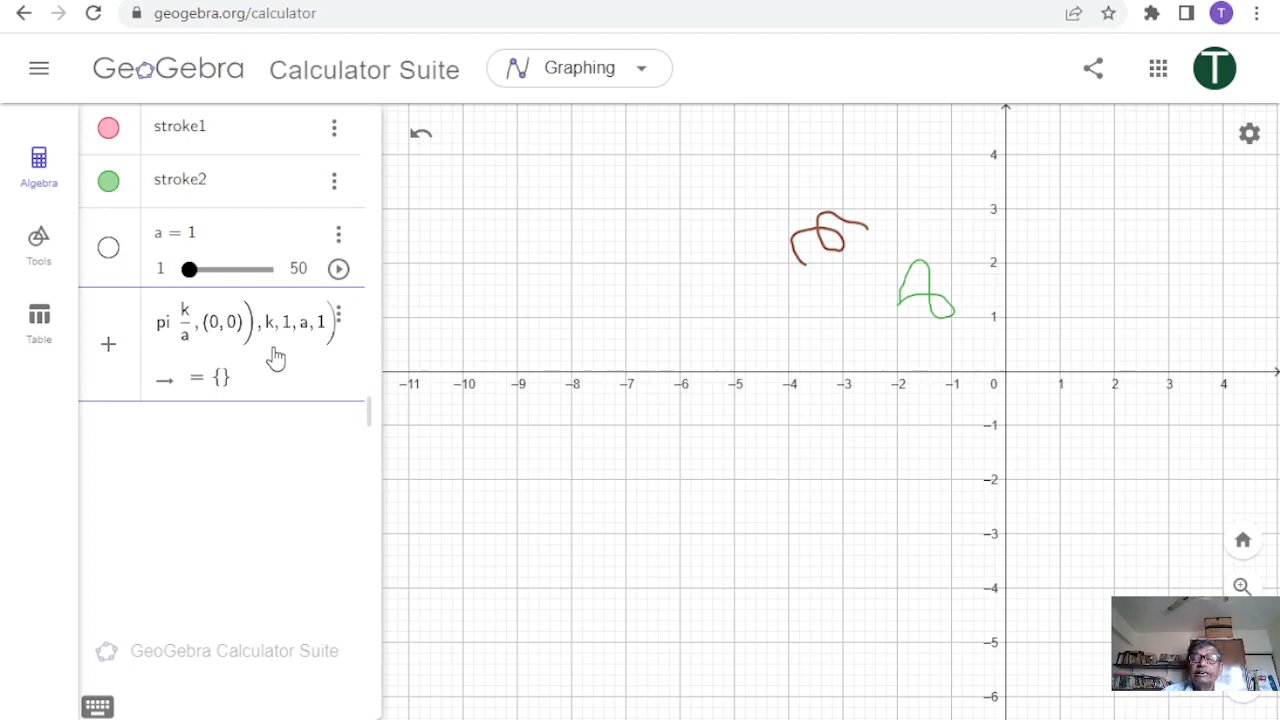 geogebra.org/calculator
T
GeoGebra Calculator Suite
Graphing
T
stroke1
stroke2
a = 1
1 50
pi k/a , (0,0) ) , k, 1, a, 1 )
→ = {}
Algebra
Tools
Table
4
3
2
1
−11 −10 −9 −8 −7 −6 −5 −4 −3 −2 −1 0 1 2 3 4
−1
−2
−3
−4
−5
−6
GeoGebra Calculator Suite